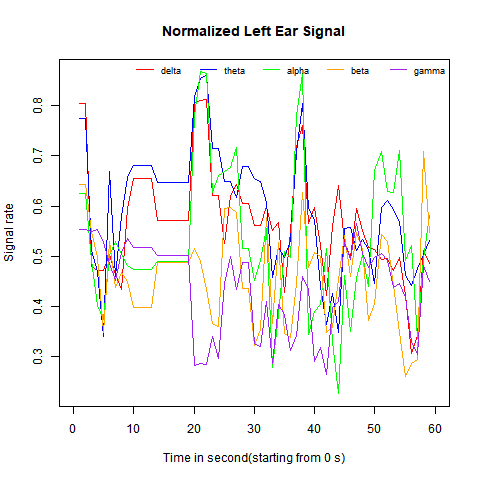 Normalized Left Ear Signal
delta theta alpha beta gamma
Signal rate
0.8
0.7
0.6
0.5
0.4
0.3
0 10 20 30 40 50 60
Time in second(starting from 0 s)